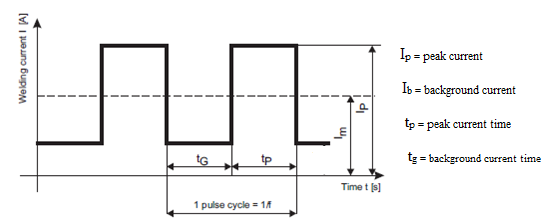 Welding current I [A]
Ip = peak current
Ib = background current
tp = peak current time
tg = background current time
Im
Ip
tG
tP
Time t [s]
1 pulse cycle = 1/f